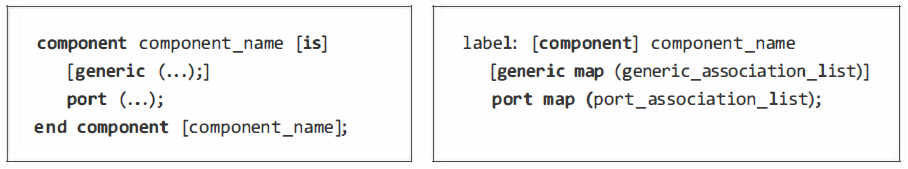 component component_name [is]
[generic (...);]
port (...);
end component [component_name];
label: [component] component_name
[generic map (generic_association_list)]
port map (port_association_list);